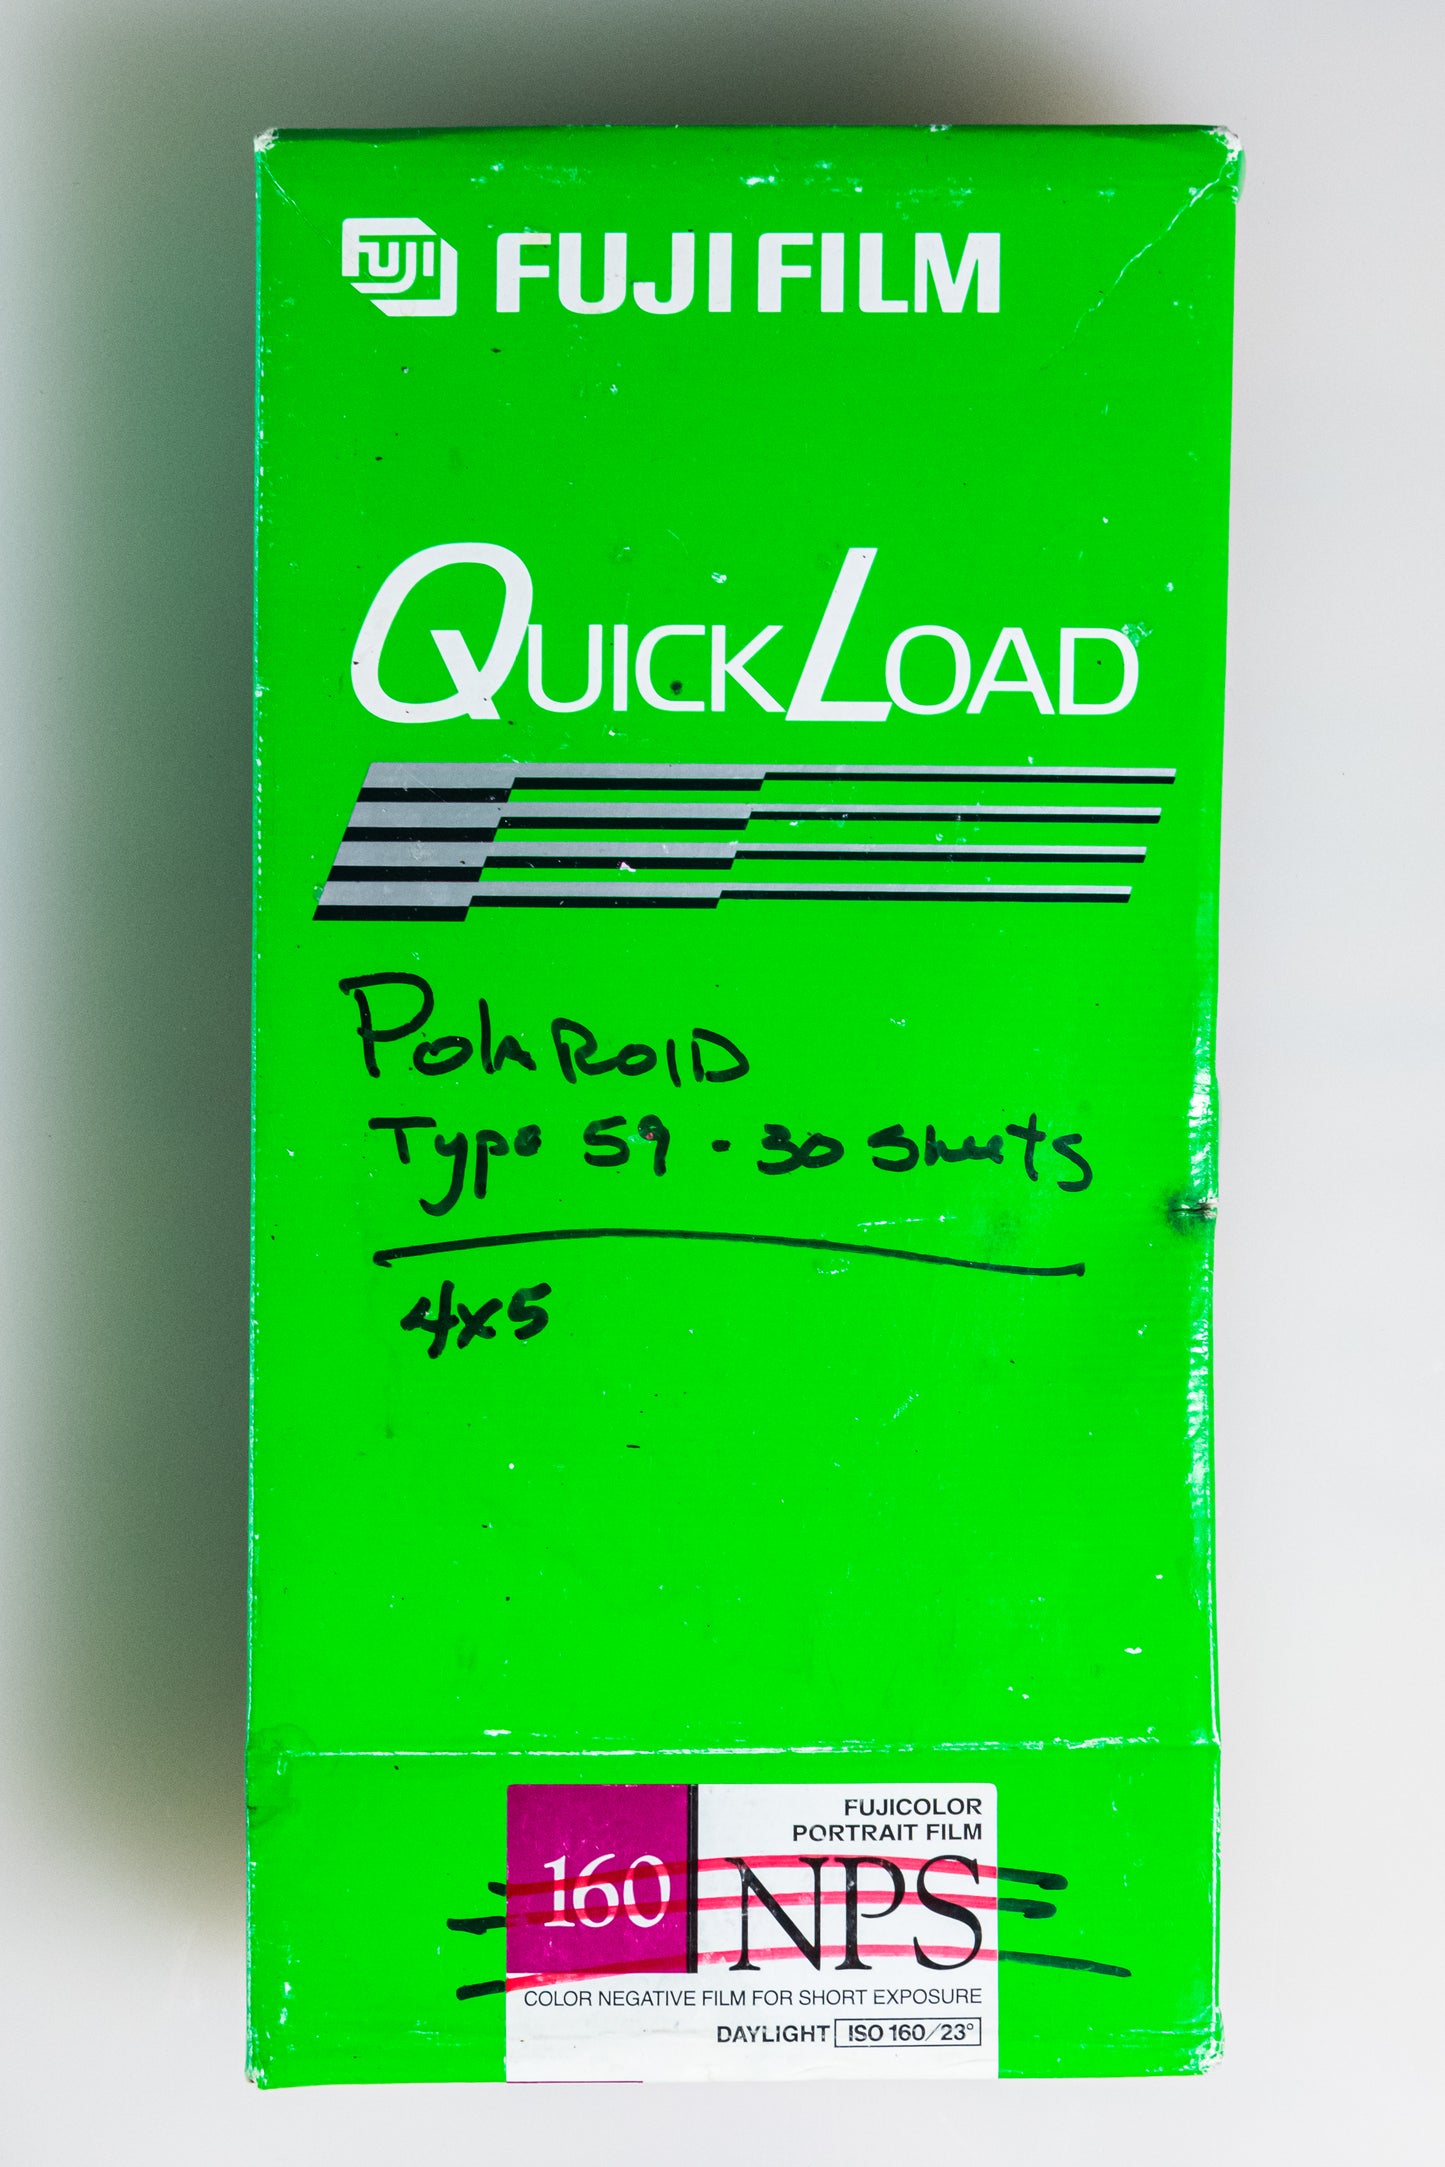 FUJI FUJIFILM
QUICKLOAD
POlAROID
Type 59 - 30 Sheets
4x5
FUJICOLOR
PORTRAIT FILM
160 NPS
COLOR NEGATIVE FILM FOR SHORT EXPOSURE
DAYLIGHT ISO 160/23°